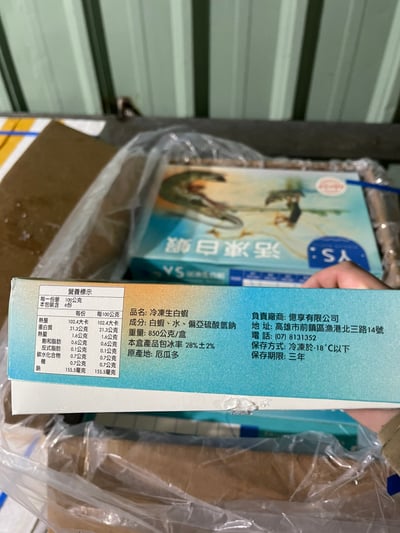 活凍白蝦
YS
營養標示
每一份量 100公克
本包裝含 6份
每份 每100公克
熱量 102.4大卡 102.4大卡
蛋白質 21.3公克 21.3公克
脂肪 1.6公克 1.6公克
飽和脂肪 0.6公克 0.6公克
反式脂肪 0.1公克 0.1公克
碳水化合物 0.7公克 0.7公克
糖 0.7公克 0.7公克
鈉 155.5毫克 155.5毫克
品名: 冷凍生白蝦
成分: 白蝦、水、偏亞硫酸氫鈉
重量: 850公克/盒
本盒產品包冰率 28%±2%
原產地: 厄瓜多
負責廠商: 億享有限公司
地 址: 高雄市前鎮區漁港北三路14號
電 話: (07) 8131352
保存方式: 冷凍於-18℃以下
保存期限: 三年